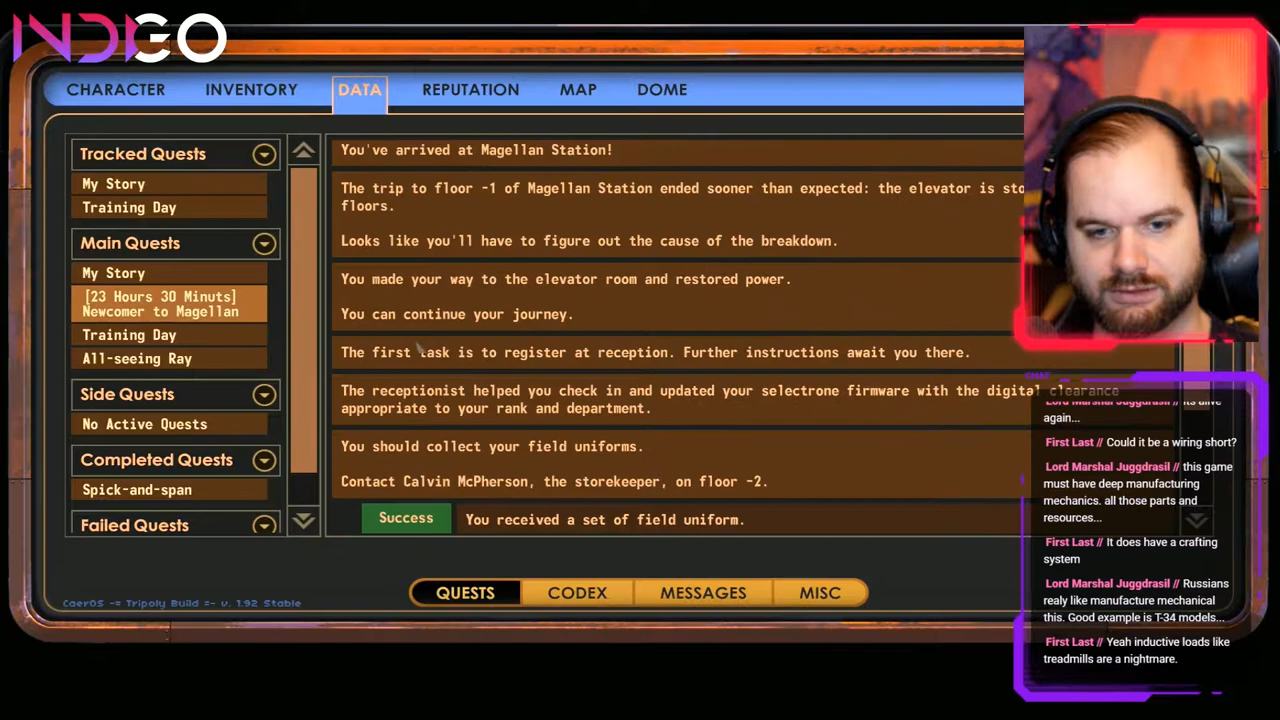 INDIGO
CHARACTER
INVENTORY
DATA
REPUTATION
MAP
DOME
Tracked Quests
My Story
Training Day
Main Quests
My Story
[23 Hours 30 Minuts]
Newcomer to Magellan
Training Day
All-seeing Ray
Side Quests
No Active Quests
Completed Quests
Spick-and-span
Failed Quests
You've arrived at Magellan Station!
The trip to floor -1 of Magellan Station ended sooner than expected: the elevator is sto
floors.
Looks like you'll have to figure out the cause of the breakdown.
You made your way to the elevator room and restored power.
You can continue your journey.
The first task is to register at reception. Further instructions await you there.
The receptionist helped you check in and updated your selectrone firmware with the digital clearance
appropriate to your rank and department.
You should collect your field uniforms.
Contact Calvin McPherson, the storekeeper, on floor -2.
Success
You received a set of field uniform.
QUESTS
CODEX
MESSAGES
MISC
CaerOS -= Tripoly Build =- v. 1.92 Stable
CHAT
Lord Marshal Juggdrasil // Its alive
again...
First Last // Could it be a wiring short?
Lord Marshal Juggdrasil // this game
must have deep manufacturing
mechanics. all those parts and
resources...
First Last // It does have a crafting
system
Lord Marshal Juggdrasil // Russians
realy like manufacture mechanical
this. Good example is T-34 models...
First Last // Yeah inductive loads like
treadmills are a nightmare.